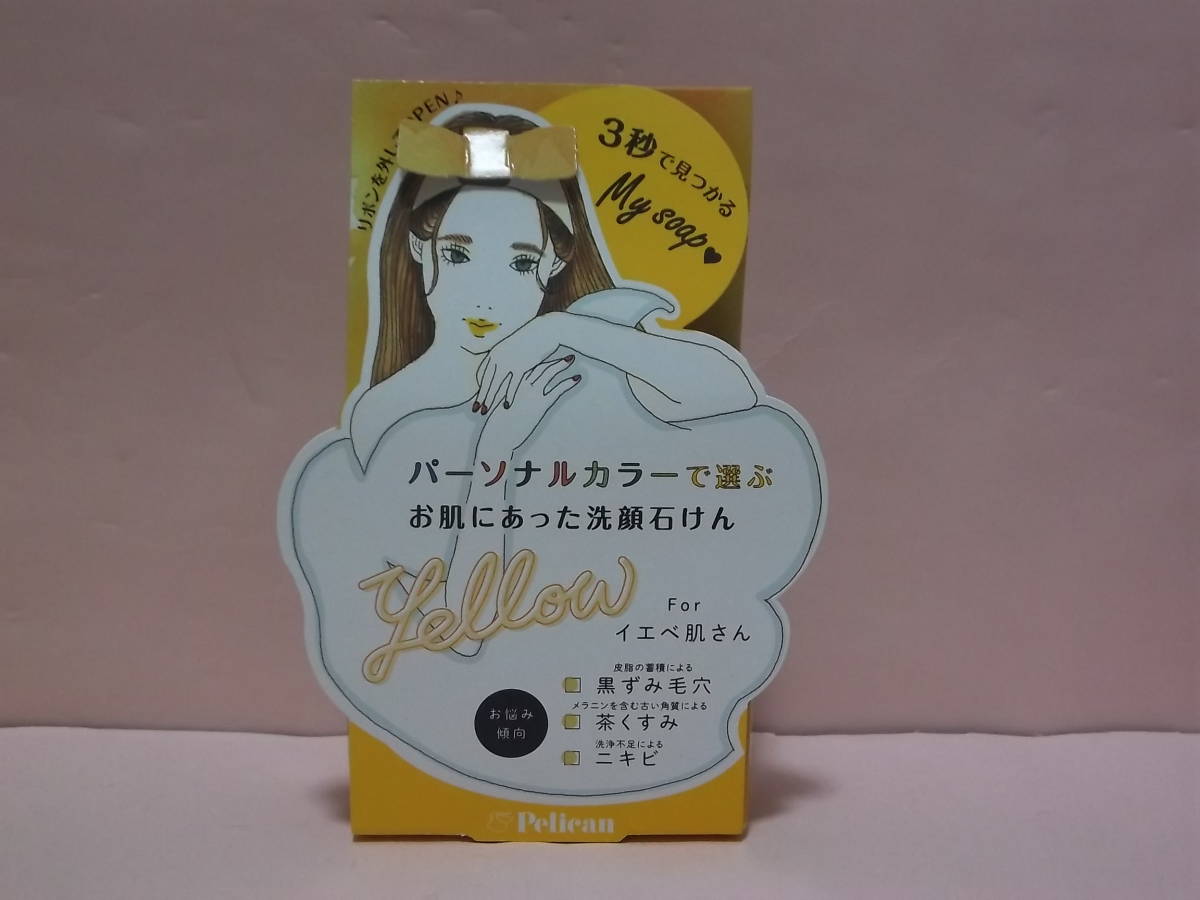 リボンを外してOPEN♪
3秒で見つかる
My soap♥
パーソナルカラーで選ぶ
お肌にあった洗顔石けん
Yellow
For
イエベ肌さん
お悩み
傾向
皮脂の蓄積による
黒ずみ毛穴
メラニンを含む古い角質による
茶くすみ
洗浄不足による
ニキビ
Pelican